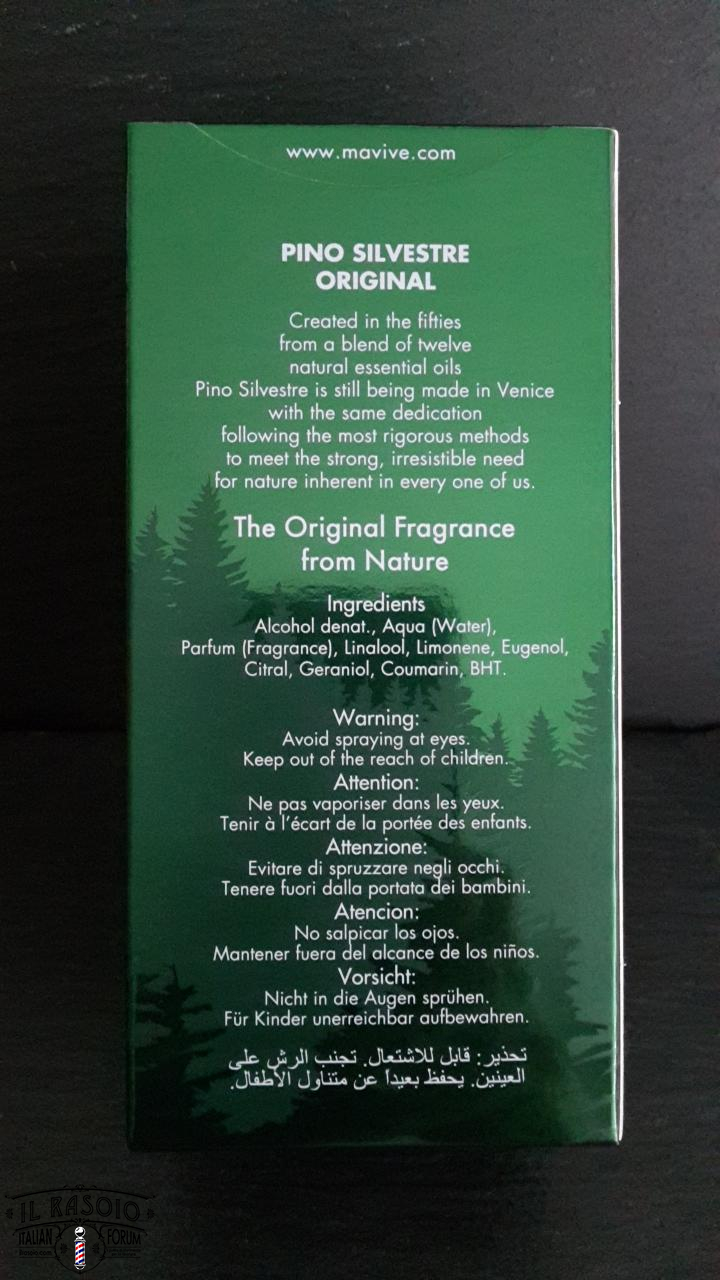 www.mavive.com
PINO SILVESTRE
ORIGINAL
Created in the fifties
from a blend of twelve
natural essential oils
Pino Silvestre is still being made in Venice
with the same dedication
following the most rigorous methods
to meet the strong, irresistible need
for nature inherent in every one of us.
The Original Fragrance
from Nature
Ingredients
Alcohol denat., Aqua (Water),
Parfum (Fragrance), Linalool, Limonene, Eugenol,
Citral, Geraniol, Coumarin, BHT.
Warning:
Avoid spraying at eyes.
Keep out of the reach of children.
Attention:
Ne pas vaporiser dans les yeux.
Tenir à l'écart de la portée des enfants.
Attenzione:
Evitare di spruzzare negli occhi.
Tenere fuori dalla portata dei bambini.
Atencion:
No salpicar los ojos.
Mantener fuera del alcance de los niños.
Vorsicht:
Nicht in die Augen sprühen.
Für Kinder unerreichbar aufbewahren.
تحذير: قابل للاشتعال. تجنب الرش على
العينين. يحفظ بعيداً عن متناول الأطفال.
IL RASOIO
ITALIAN FORUM